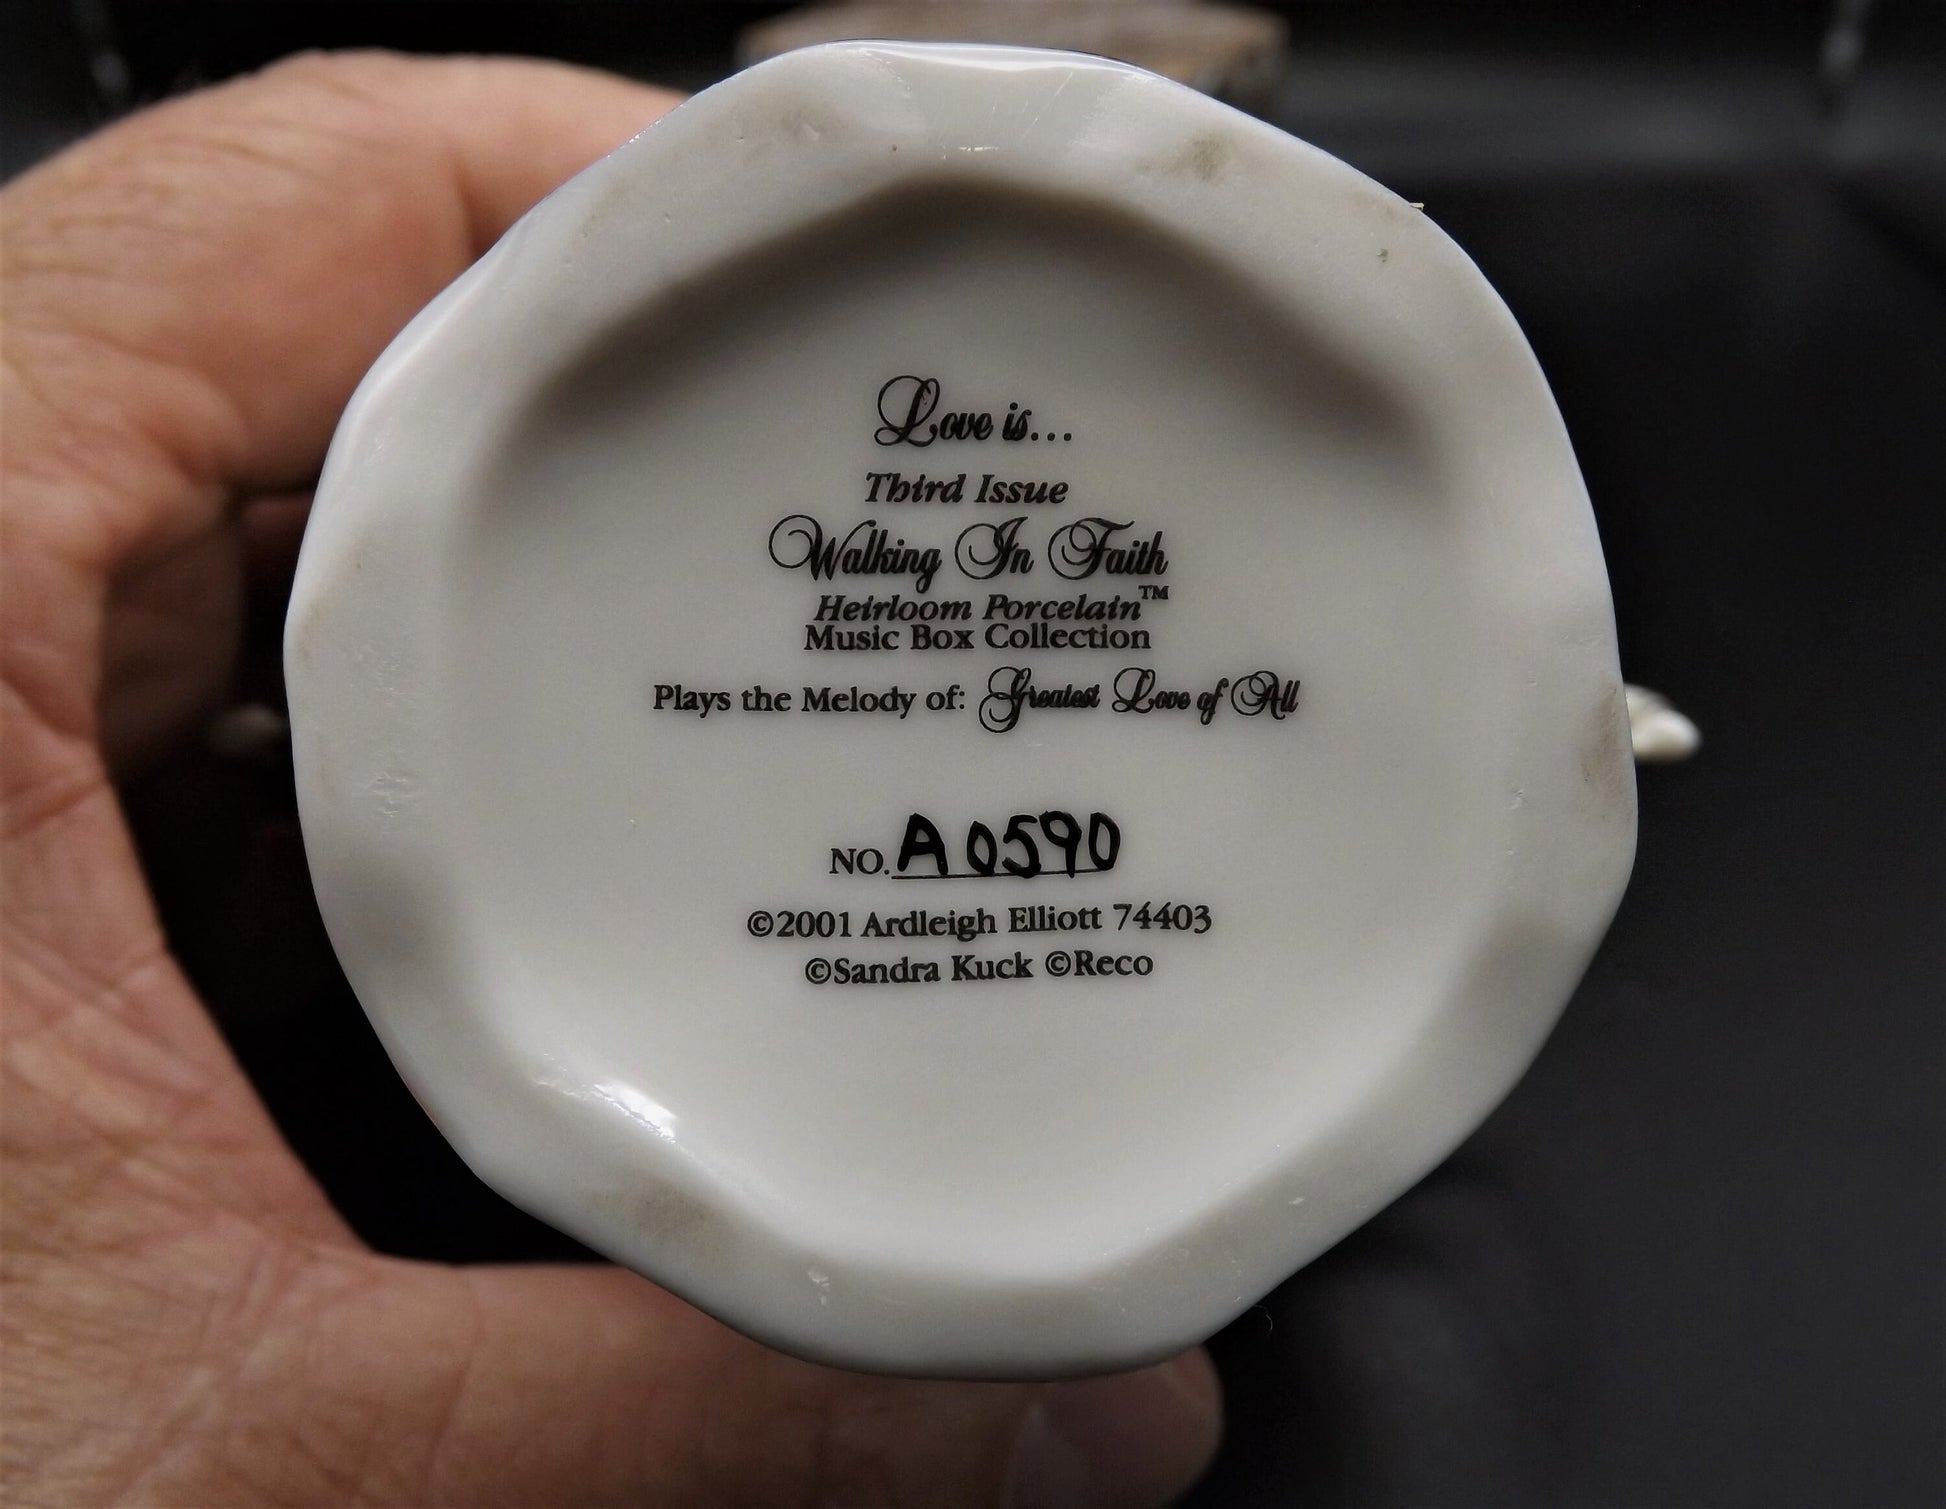 Love is...
Third Issue
Walking In Faith
Heirloom Porcelain™
Music Box Collection
Plays the Melody of: Greatest Love of All
NO. A0590
©2001 Ardleigh Elliott 74403
©Sandra Kuck ©Reco